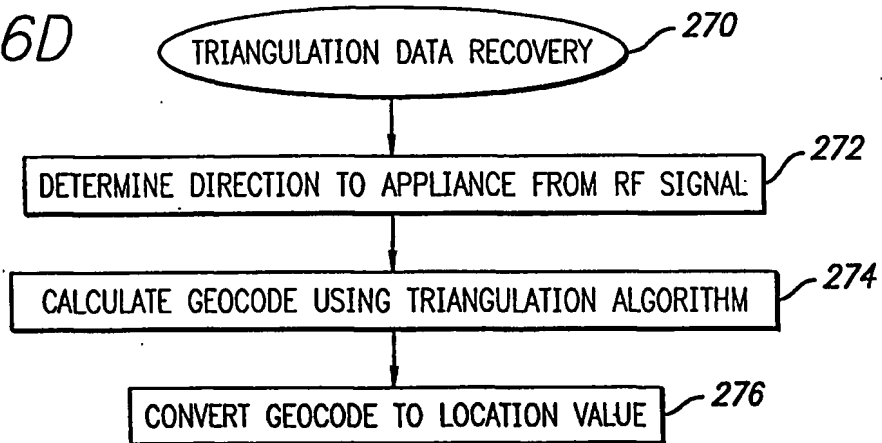 6D
TRIANGULATION DATA RECOVERY
270
DETERMINE DIRECTION TO APPLIANCE FROM RF SIGNAL
272
CALCULATE GEOCODE USING TRIANGULATION ALGORITHM
274
CONVERT GEOCODE TO LOCATION VALUE
276